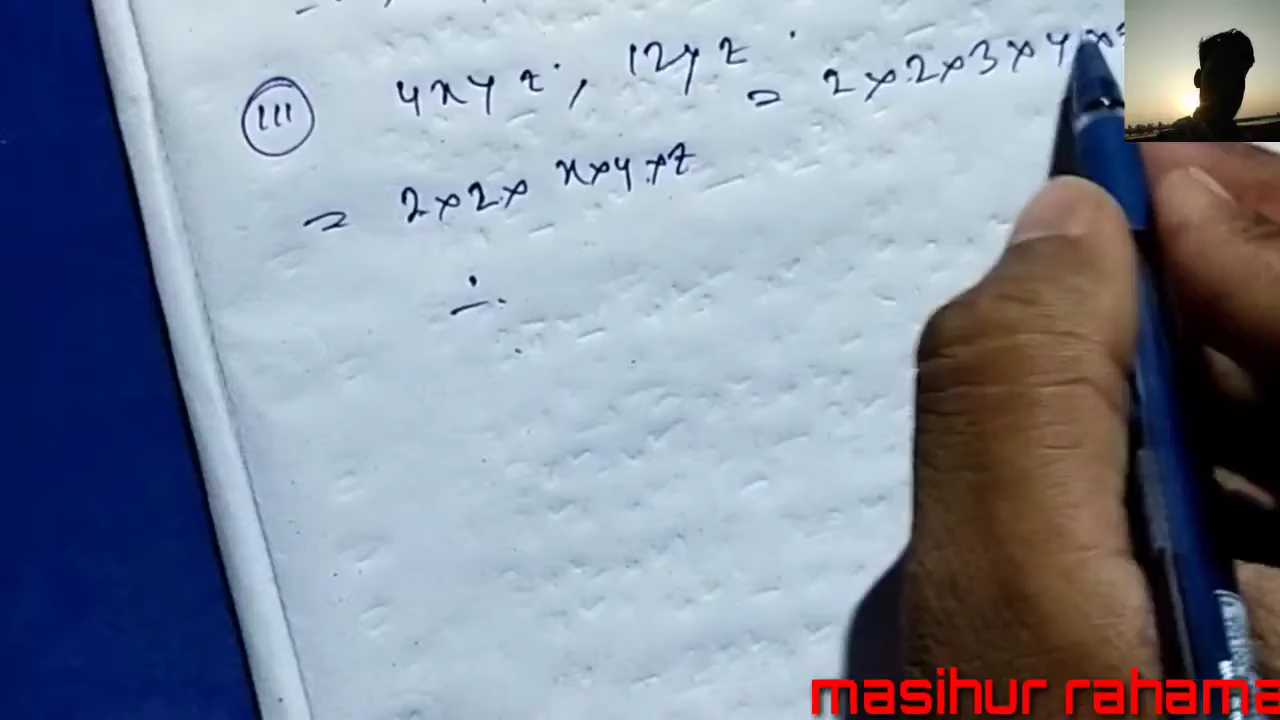 (III) 4xyz, 12yz = 2×2×3×y×z
= 2×2× x×y×z
∴
masihur rahama